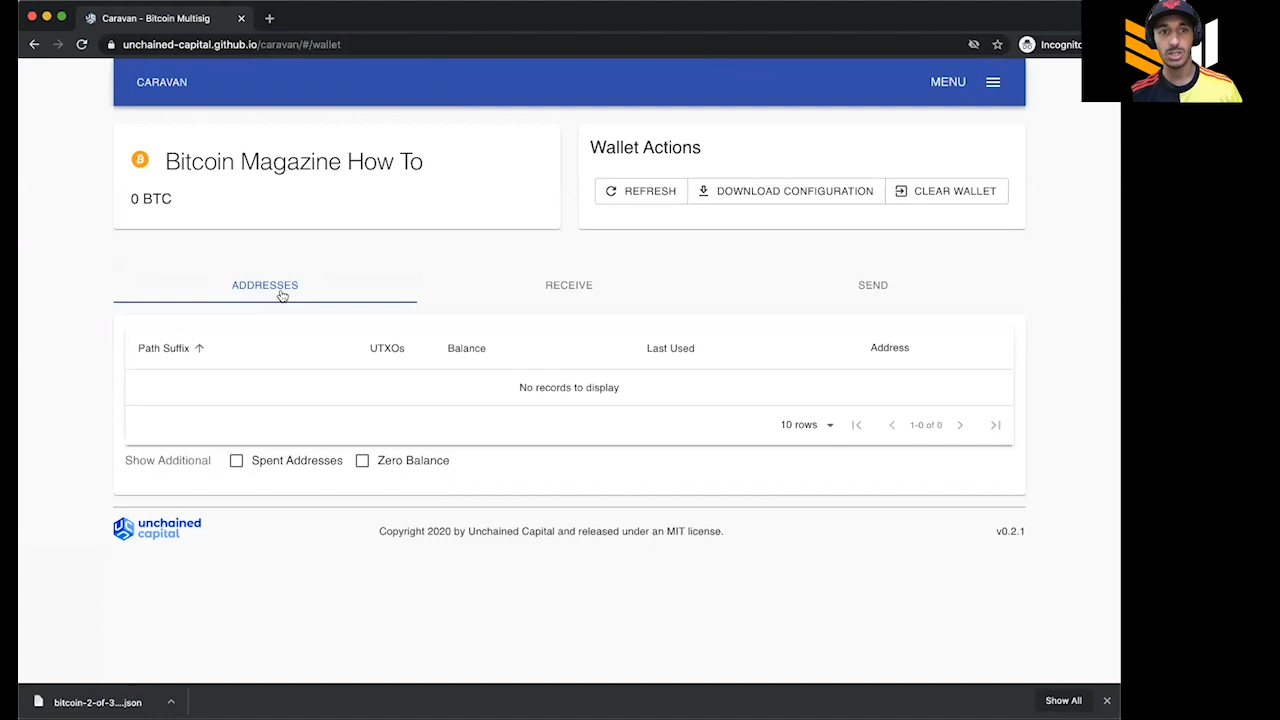 Caravan - Bitcoin Multisig
unchained-capital.github.io/caravan/#/wallet
Incognito
CARAVAN
MENU
Bitcoin Magazine How To
0 BTC
Wallet Actions
REFRESH
DOWNLOAD CONFIGURATION
CLEAR WALLET
ADDRESSES
RECEIVE
SEND
Path Suffix
UTXOs
Balance
Last Used
Address
No records to display
10 rows
1-0 of 0
Show Additional
Spent Addresses
Zero Balance
unchained
capital
Copyright 2020 by Unchained Capital and released under an MIT license.
v0.2.1
bitcoin-2-of-3....json
Show All